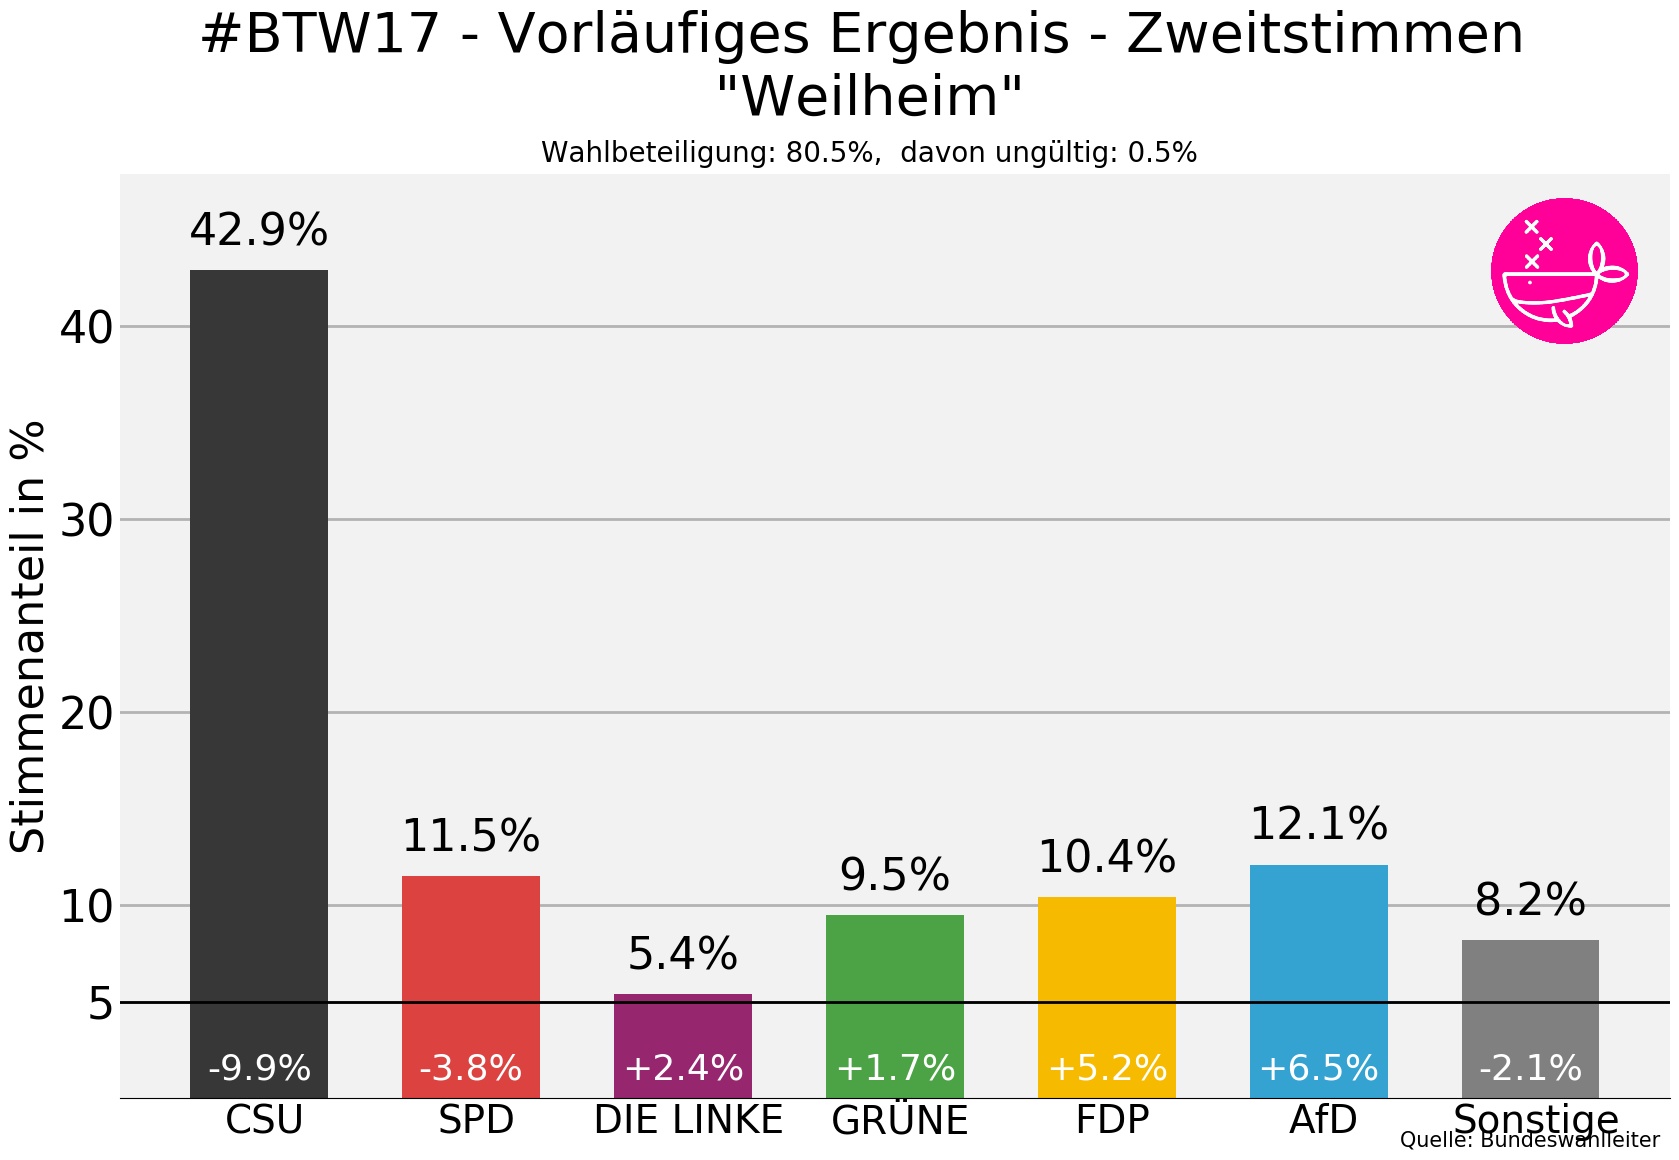 #BTW17 - Vorläufiges Ergebnis - Zweitstimmen
"Weilheim"
Wahlbeteiligung: 80.5%,  davon ungültig: 0.5%
Stimmenanteil in %
40
30
20
10
5
42.9%
11.5%
5.4%
9.5%
10.4%
12.1%
8.2%
-9.9%
-3.8%
+2.4%
+1.7%
+5.2%
+6.5%
-2.1%
CSU
SPD
DIE LINKE
GRÜNE
FDP
AfD
Sonstige
Quelle: Bundeswahlleiter